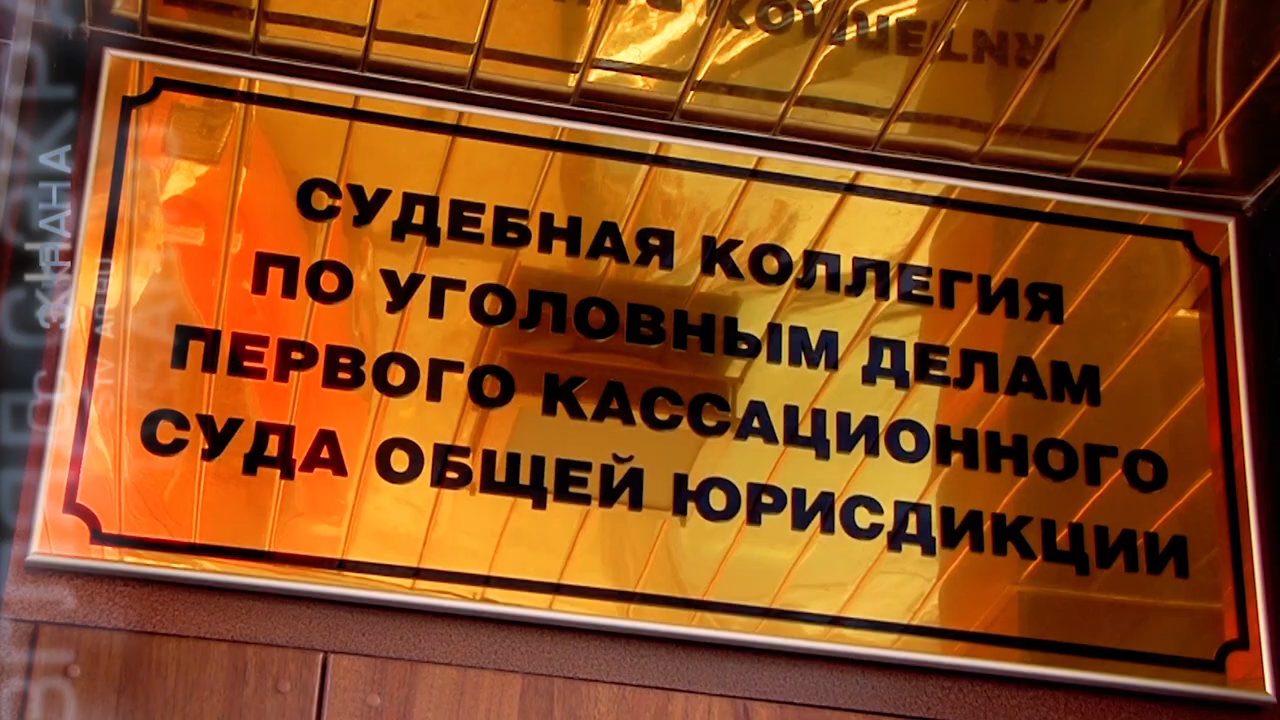 СУДЕБНАЯ КОЛЛЕГИЯ
ПО УГОЛОВНЫМ ДЕЛАМ
ПЕРВОГО КАССАЦИОННОГО
СУДА ОБЩЕЙ ЮРИСДИКЦИИ